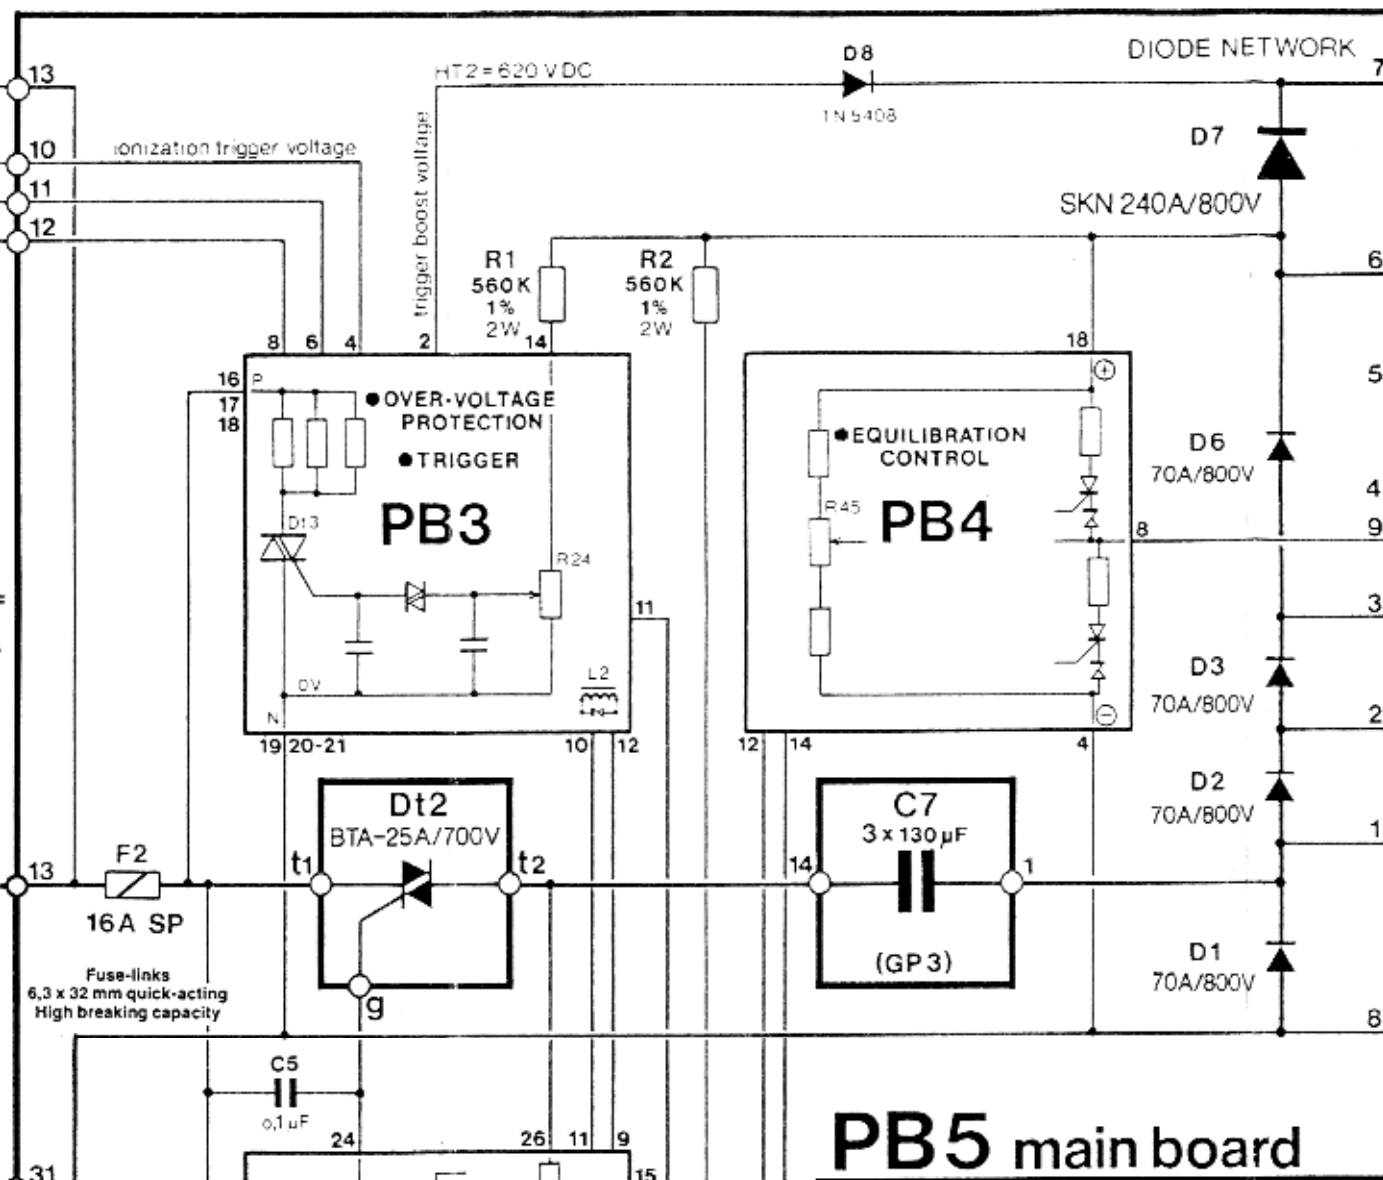 DIODE NETWORK
7
HT2=620 VDC
D8
1N 5408
13
10
ionization trigger voltage
11
12
trigger boost voltage
D7
SKN 240A/800V
6
R1
560K
1%
2W
R2
560K
1%
2W
8
6
4
2
14
18
16
P
17
18
● OVER-VOLTAGE
PROTECTION
● TRIGGER
PB3
Dt3
R24
0V
L2
N
11
19
20-21
10
12
● EQUILIBRATION
CONTROL
R45
PB4
8
12
14
4
5
D6
70A/800V
4
9
3
D3
70A/800V
2
D2
70A/800V
1
D1
70A/800V
8
13
F2
16A SP
Fuse-links
6,3 x 32 mm quick-acting
High breaking capacity
Dt2
BTA-25A/700V
t1
t2
g
C7
3 x 130 µF
14
1
(GP3)
C5
0,1 µF
24
26
11
9
15
31
PB5 main board